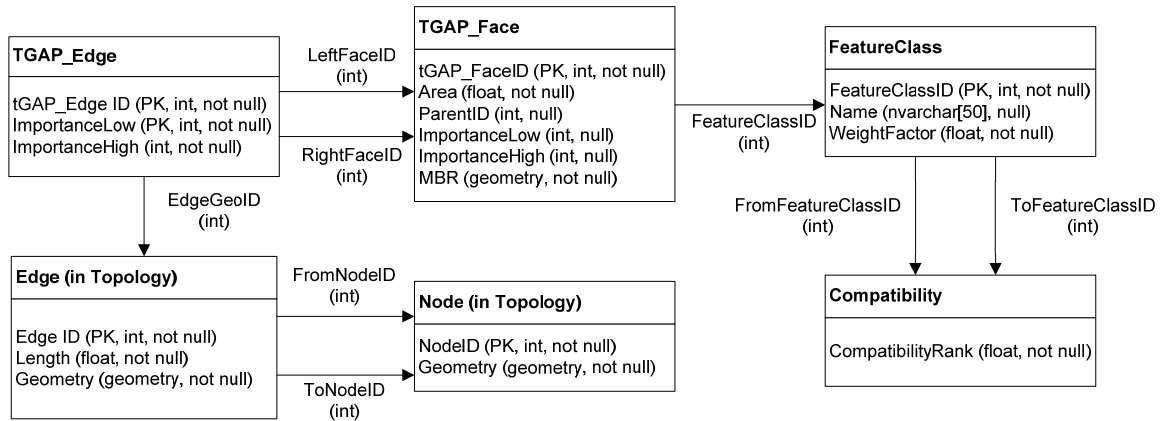 TGAP_Edge
tGAP_Edge ID (PK, int, not null)
ImportanceLow (PK, int, not null)
ImportanceHigh (int, not null)
LeftFaceID
(int)
RightFaceID
(int)
TGAP_Face
tGAP_FaceID (PK, int, not null)
Area (float, not null)
ParentID (int, null)
ImportanceLow (int, null)
ImportanceHigh (int, null)
MBR (geometry, not null)
FeatureClassID
(int)
FeatureClass
FeatureClassID (PK, int, not null)
Name (nvarchar[50], null)
WeightFactor (float, not null)
EdgeGeoID
(int)
FromFeatureClassID
(int)
ToFeatureClassID
(int)
Edge (in Topology)
Edge ID (PK, int, not null)
Length (float, not null)
Geometry (geometry, not null)
FromNodeID
(int)
ToNodeID
(int)
Node (in Topology)
NodeID (PK, int, not null)
Geometry (geometry, not null)
Compatibility
CompatibilityRank (float, not null)